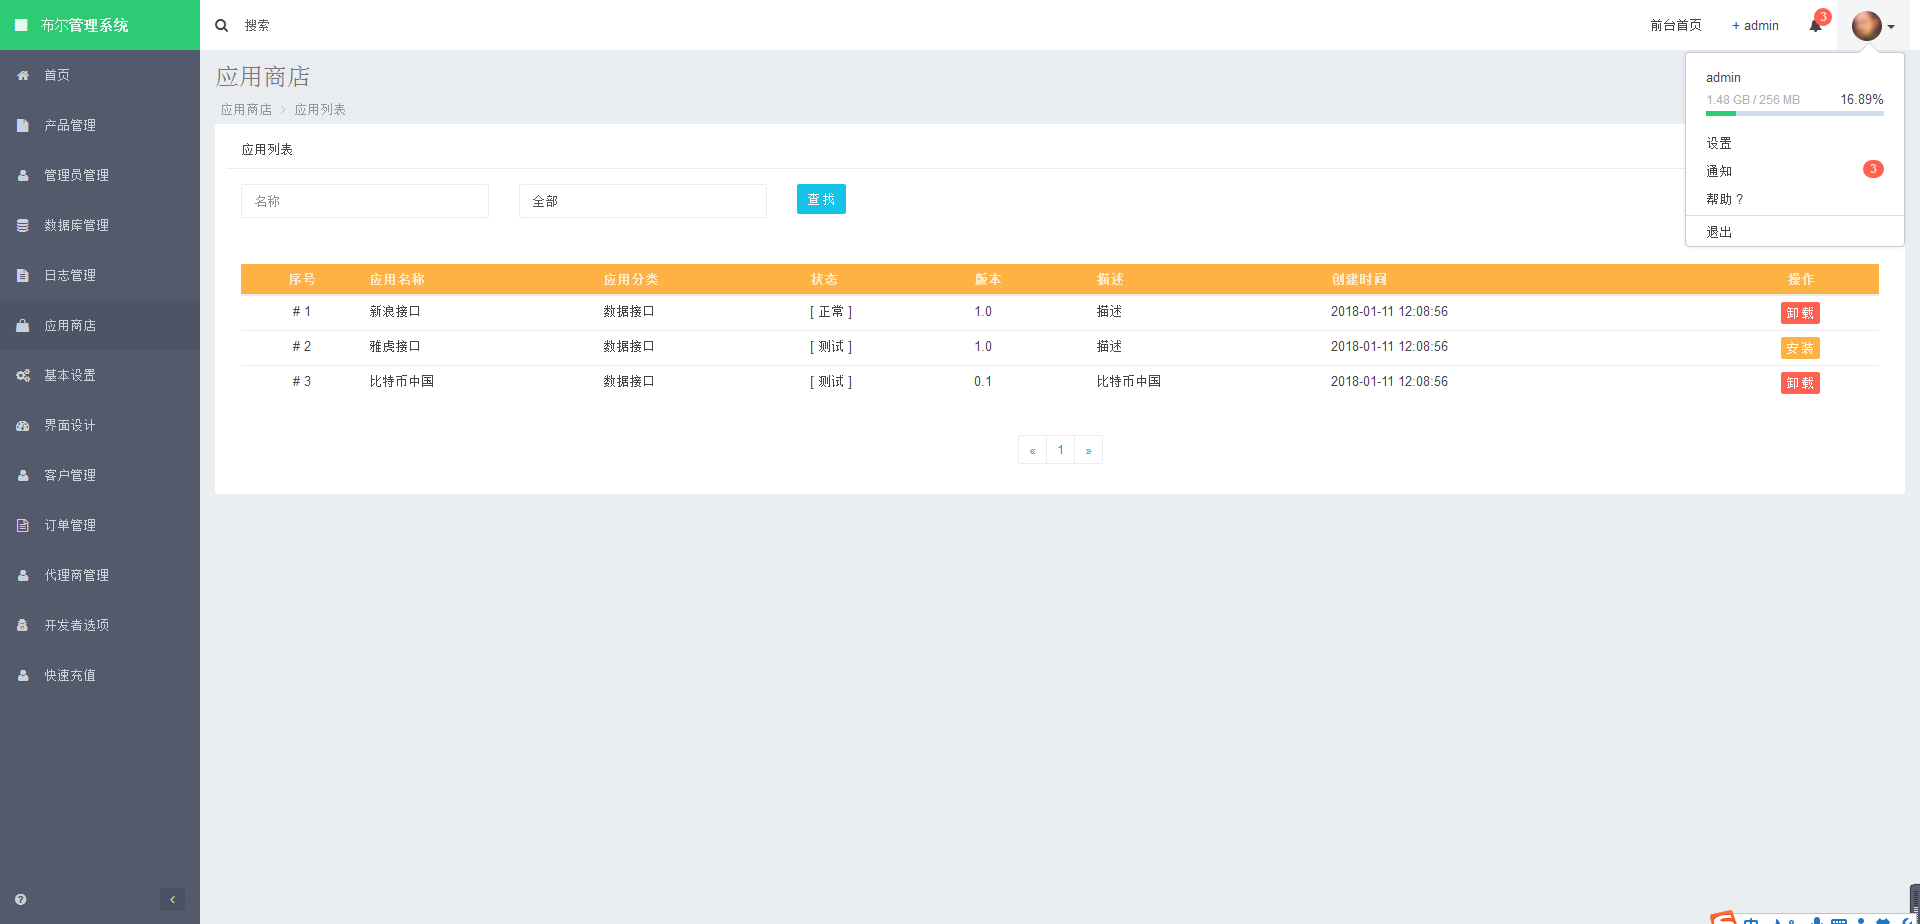 布尔管理系统
搜索
前台首页
+ admin
3
首页
产品管理
管理员管理
数据库管理
日志管理
应用商店
基本设置
界面设计
客户管理
订单管理
代理商管理
开发者选项
快速充值
应用商店
应用商店 > 应用列表
admin
1.48 GB / 256 MB 16.89%
设置
通知 3
帮助 ?
退出
应用列表
名称 全部 查找
序号 应用名称 应用分类 状态 版本 描述 创建时间 操作
# 1 新浪接口 数据接口 [ 正常 ] 1.0 描述 2018-01-11 12:08:56 卸载
# 2 雅虎接口 数据接口 [ 测试 ] 1.0 描述 2018-01-11 12:08:56 安装
# 3 比特币中国 数据接口 [ 测试 ] 0.1 比特币中国 2018-01-11 12:08:56 卸载
« 1 »